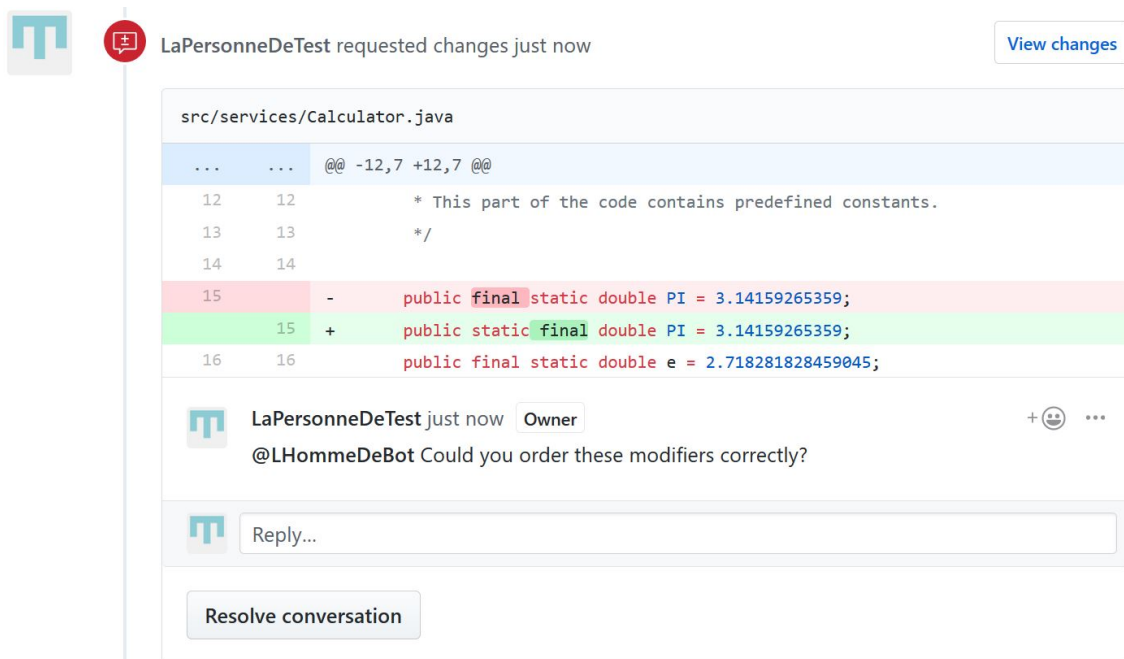 LaPersonneDeTest requested changes just now
View changes
src/services/Calculator.java
... ... @@ -12,7 +12,7 @@
12 12 * This part of the code contains predefined constants.
13 13 */
14 14
15 - public final static double PI = 3.14159265359;
15 + public static final double PI = 3.14159265359;
16 16 public final static double e = 2.718281828459045;
LaPersonneDeTest just now Owner
@LHommeDeBot Could you order these modifiers correctly?
Reply...
Resolve conversation